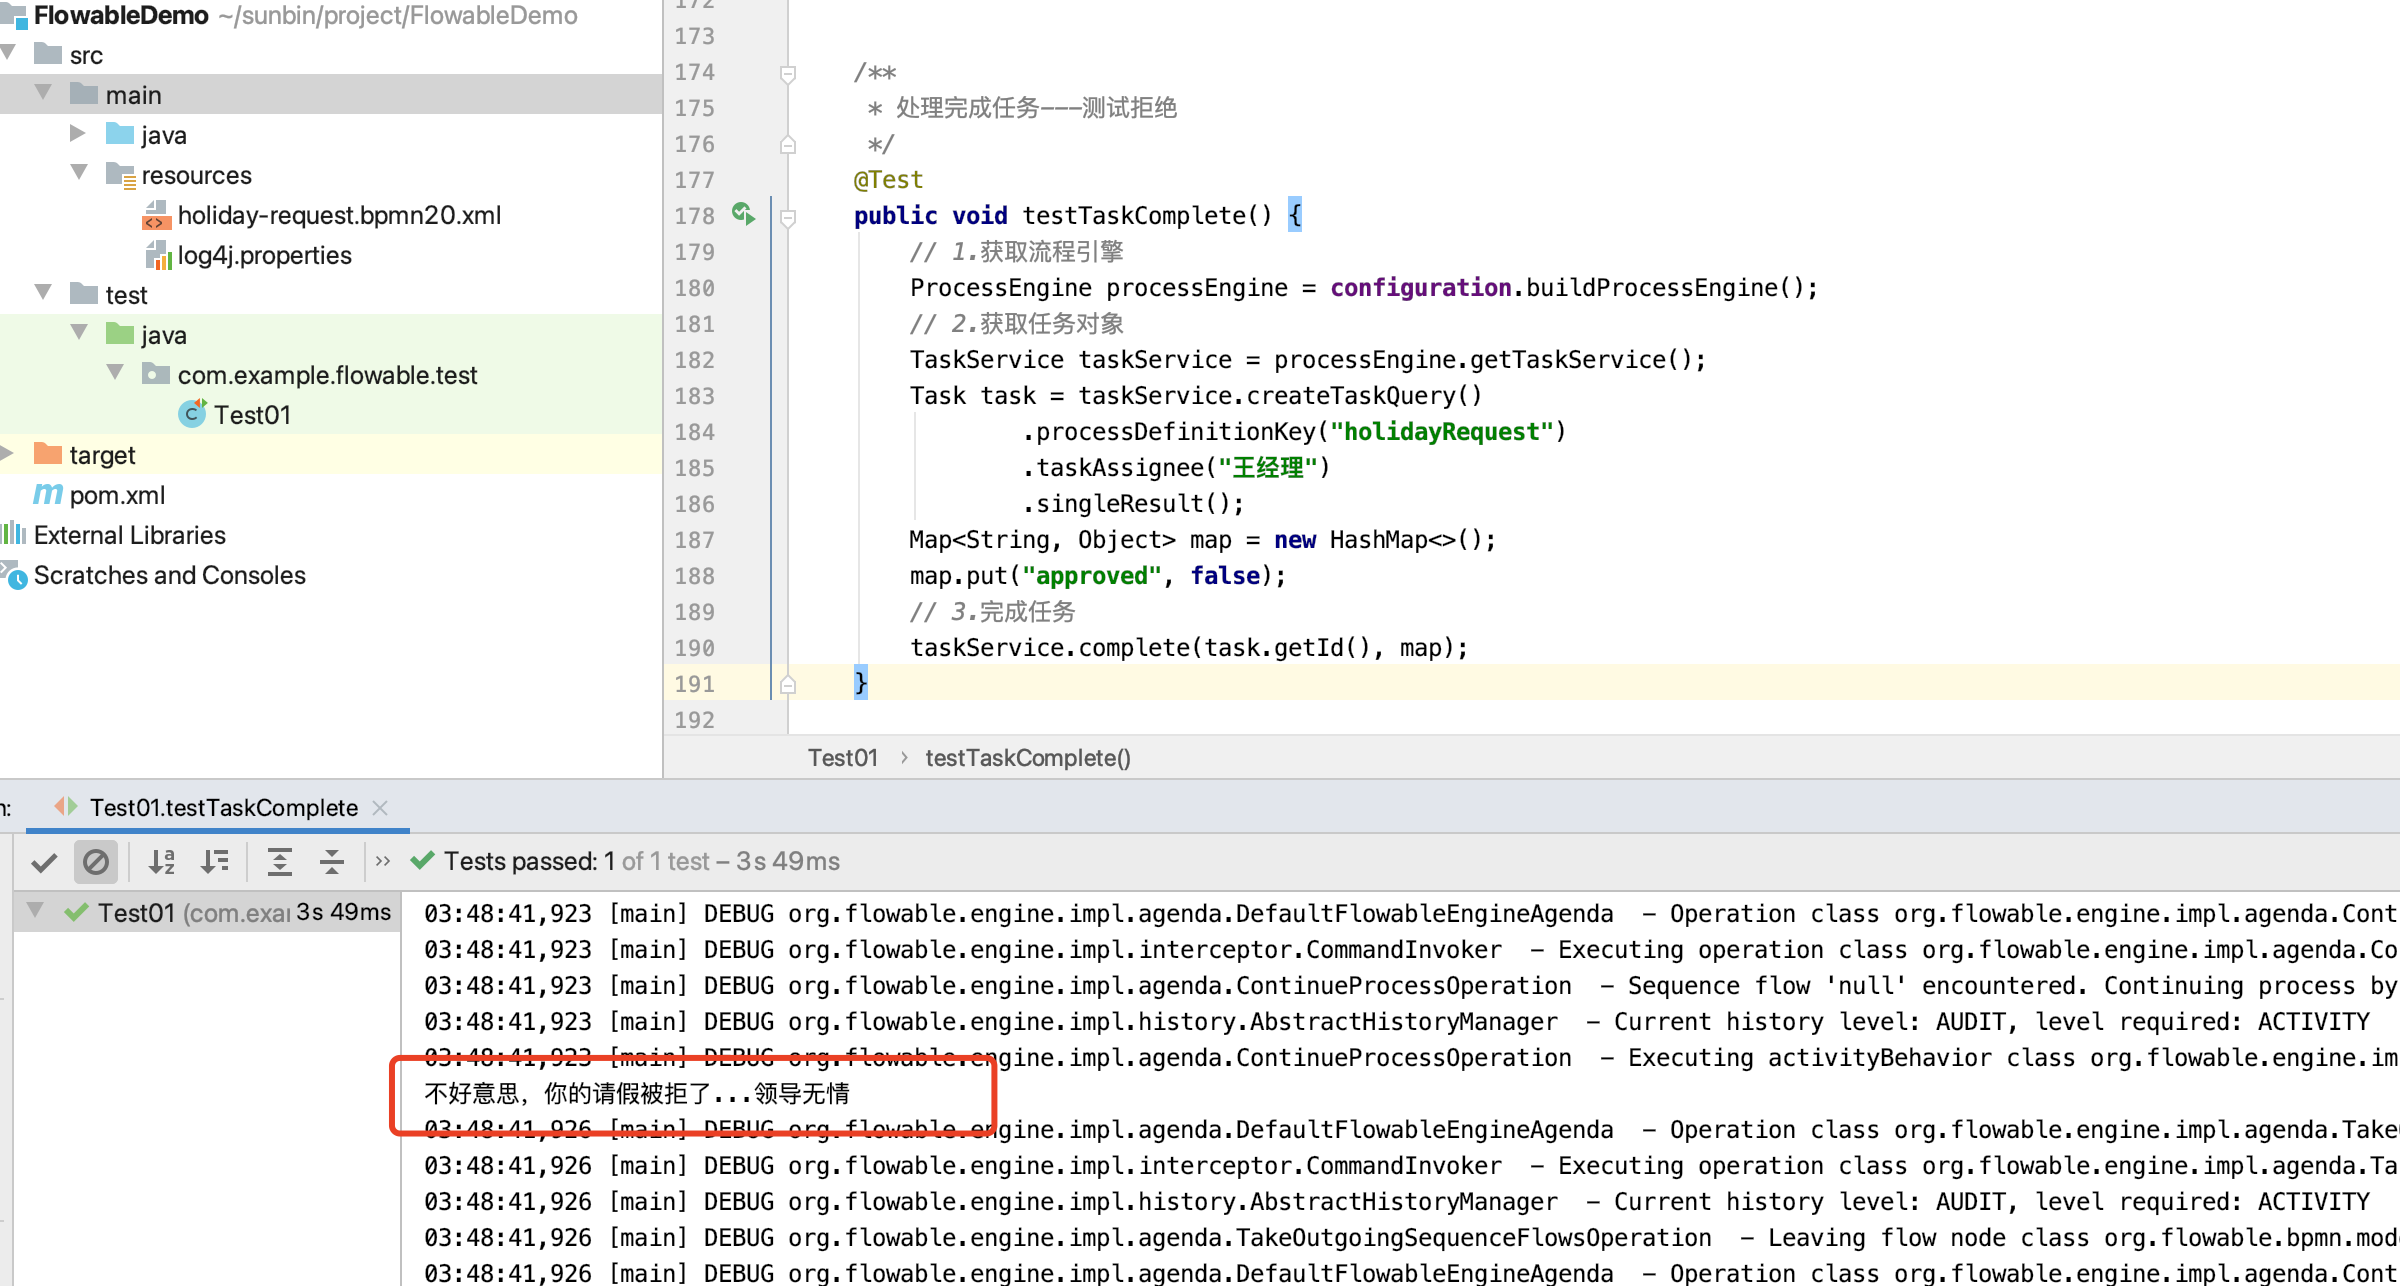 FlowableDemo ~/sunbin/project/FlowableDemo
src
main
java
resources
holiday-request.bpmn20.xml
log4j.properties
test
java
com.example.flowable.test
Test01
target
pom.xml
External Libraries
Scratches and Consoles
172
173
174 /**
175 * 处理完成任务---测试拒绝
176 */
177 @Test
178 public void testTaskComplete() {
179 // 1.获取流程引擎
180 ProcessEngine processEngine = configuration.buildProcessEngine();
181 // 2.获取任务对象
182 TaskService taskService = processEngine.getTaskService();
183 Task task = taskService.createTaskQuery()
184 .processDefinitionKey("holidayRequest")
185 .taskAssignee("王经理")
186 .singleResult();
187 Map<String, Object> map = new HashMap<>();
188 map.put("approved", false);
189 // 3.完成任务
190 taskService.complete(task.getId(), map);
191 }
192
Test01 › testTaskComplete()
Test01.testTaskComplete
Tests passed: 1 of 1 test – 3s 49ms
Test01 (com.exar 3s 49ms
03:48:41,923 [main] DEBUG org.flowable.engine.impl.agenda.DefaultFlowableEngineAgenda  - Operation class org.flowable.engine.impl.agenda.Cont
03:48:41,923 [main] DEBUG org.flowable.engine.impl.interceptor.CommandInvoker  - Executing operation class org.flowable.engine.impl.agenda.Co
03:48:41,923 [main] DEBUG org.flowable.engine.impl.agenda.ContinueProcessOperation  - Sequence flow 'null' encountered. Continuing process by
03:48:41,923 [main] DEBUG org.flowable.engine.impl.history.AbstractHistoryManager  - Current history level: AUDIT, level required: ACTIVITY
03:48:41,923 [main] DEBUG org.flowable.engine.impl.agenda.ContinueProcessOperation  - Executing activityBehavior class org.flowable.engine.im
不好意思，你的请假被拒了...领导无情
03:48:41,926 [main] DEBUG org.flowable.engine.impl.agenda.DefaultFlowableEngineAgenda  - Operation class org.flowable.engine.impl.agenda.Take
03:48:41,926 [main] DEBUG org.flowable.engine.impl.interceptor.CommandInvoker  - Executing operation class org.flowable.engine.impl.agenda.Ta
03:48:41,926 [main] DEBUG org.flowable.engine.impl.history.AbstractHistoryManager  - Current history level: AUDIT, level required: ACTIVITY
03:48:41,926 [main] DEBUG org.flowable.engine.impl.agenda.TakeOutgoingSequenceFlowsOperation  - Leaving flow node class org.flowable.bpmn.mod
03:48:41,926 [main] DEBUG org.flowable.engine.impl.agenda.DefaultFlowableEngineAgenda  - Operation class org.flowable.engine.impl.agenda.Cont